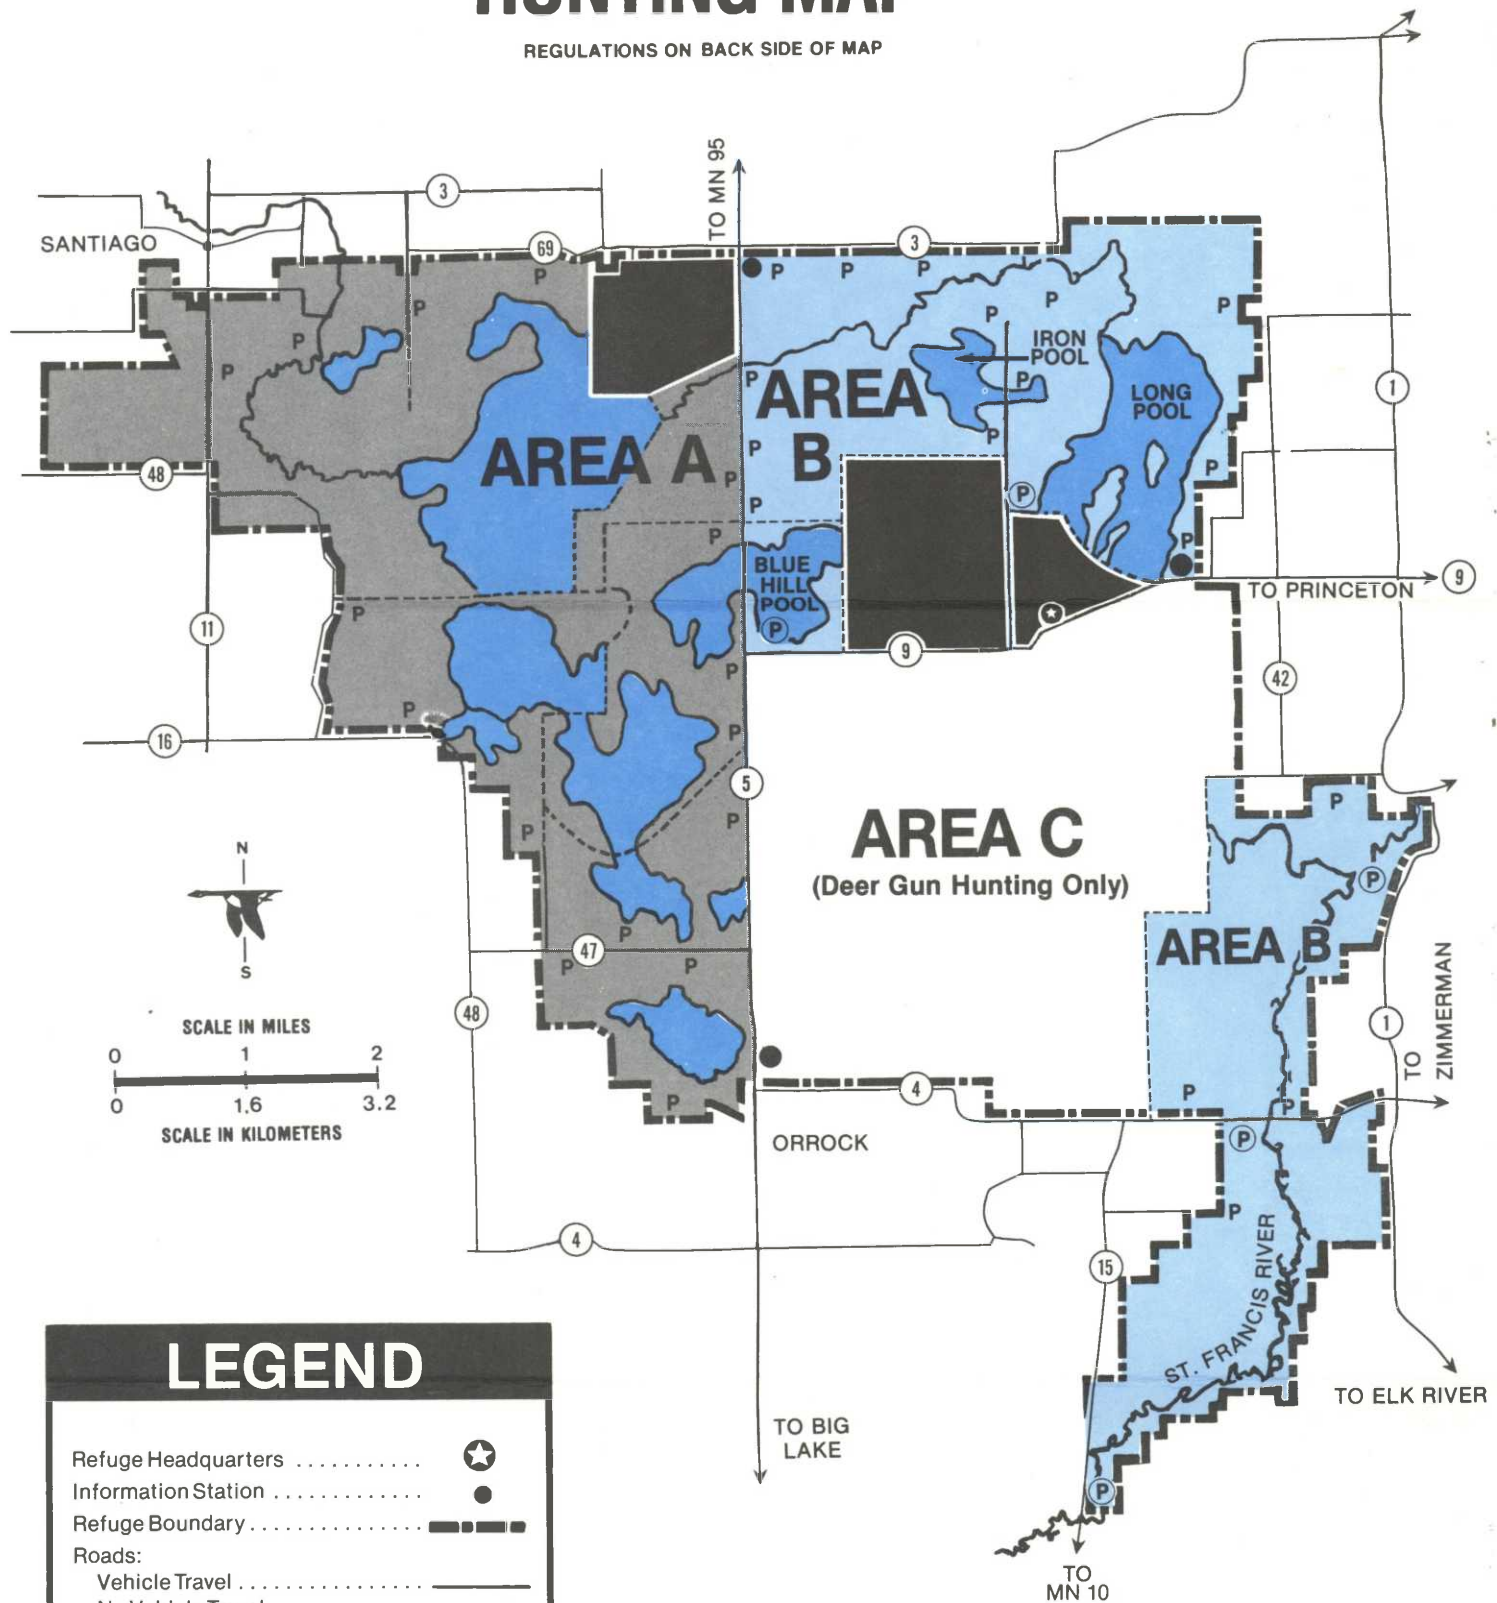 HUNTING MAP
REGULATIONS ON BACK SIDE OF MAP
TO MN 95
3
SANTIAGO
69
3
P
P
P
P
P
P
P
P
P
P
P
IRON
POOL
P
P
AREA
B
LONG
POOL
1
AREA A
P
P
P
P
P
48
P
P
P
BLUE
HILL
POOL
P
9
TO PRINCETON
P
11
9
P
42
P
16
P
5
AREA C
(Deer Gun Hunting Only)
P
P
P
P
N
S
AREA B
P
47
P
P
48
SCALE IN MILES
0 1 2
0 1.6 3.2
SCALE IN KILOMETERS
1
TO
ZIMMERMAN
4
P
P
P
ORROCK
P
P
4
15
ST. FRANCIS RIVER
TO ELK RIVER
TO BIG
LAKE
P
TO
MN 10
LEGEND
Refuge Headquarters ...........
Information Station ..............
Refuge Boundary ................
Roads:
Vehicle Travel ..................